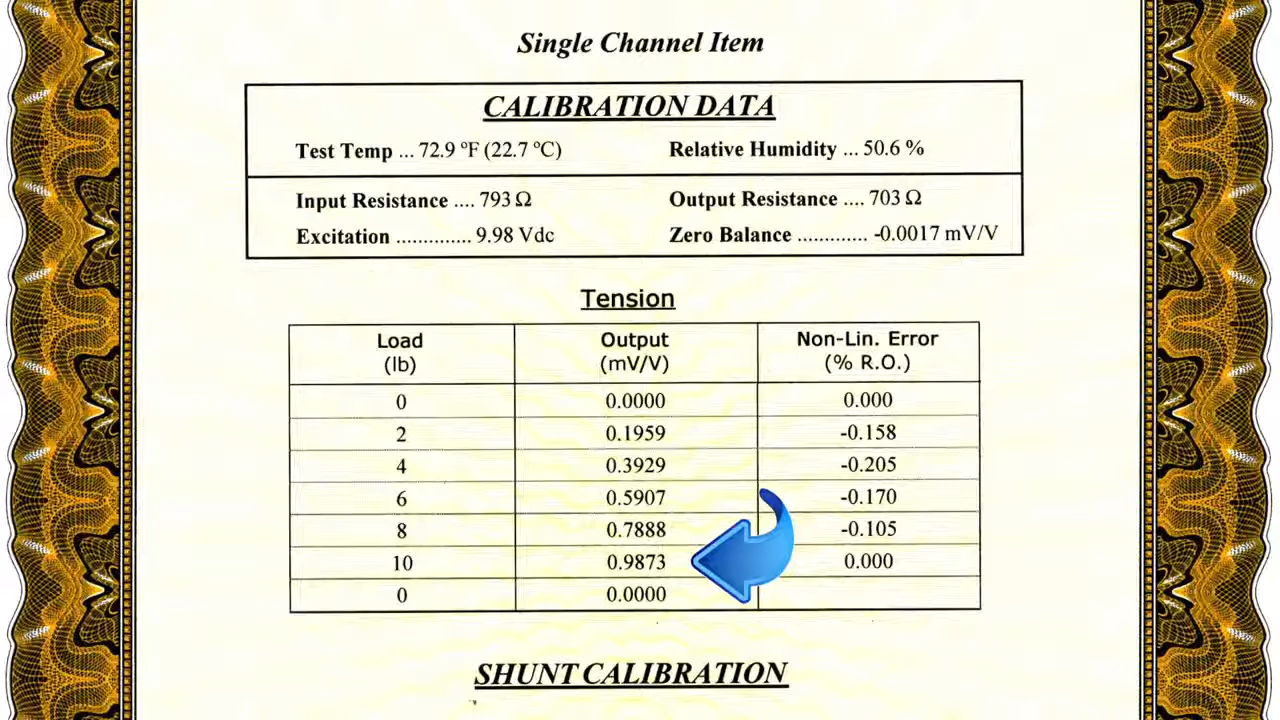 Single Channel Item
CALIBRATION DATA
Test Temp ... 72.9 ºF (22.7 ºC) Relative Humidity ... 50.6 %
Input Resistance .... 793 Ω Output Resistance .... 703 Ω
Excitation ............. 9.98 Vdc Zero Balance ............ -0.0017 mV/V
Tension
Load Output Non-Lin. Error
(lb) (mV/V) (% R.O.)
0 0.0000 0.000
2 0.1959 -0.158
4 0.3929 -0.205
6 0.5907 -0.170
8 0.7888 -0.105
10 0.9873 0.000
0 0.0000
SHUNT CALIBRATION